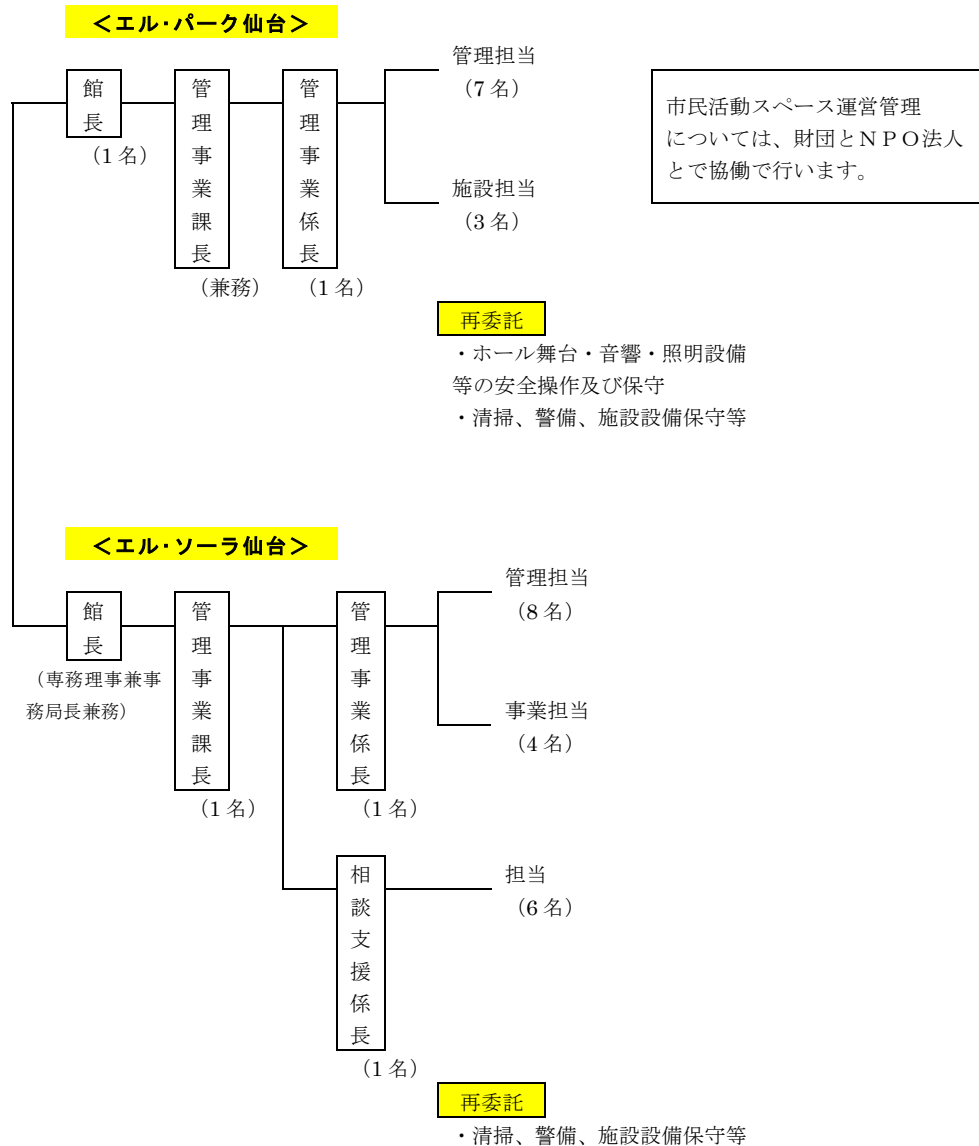 ＜エル・パーク仙台＞
館長
（1名）
管理事業課長
（兼務）
管理事業係長
（1名）
管理担当
（7名）
施設担当
（3名）
市民活動スペース運営管理
については、財団とＮＰＯ法人
とで協働で行います。
再委託
・ホール舞台・音響・照明設備
等の安全操作及び保守
・清掃、警備、施設設備保守等
＜エル・ソーラ仙台＞
館長
（専務理事兼事
務局長兼務）
管理事業課長
（1名）
管理事業係長
（1名）
管理担当
（8名）
事業担当
（4名）
相談支援係長
（1名）
担当
（6名）
再委託
・清掃、警備、施設設備保守等